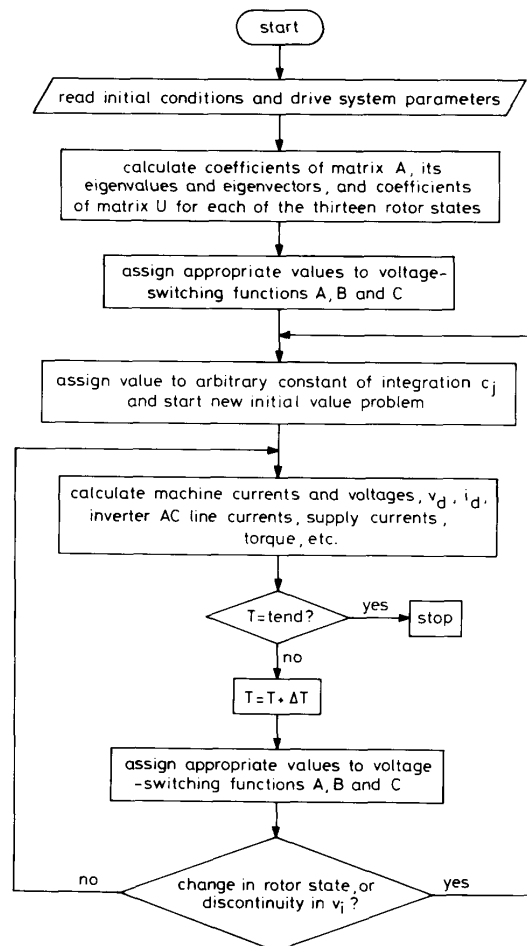 start
read initial conditions and drive system parameters
calculate coefficients of matrix A, its
eigenvalues and eigenvectors, and coefficients
of matrix U for each of the thirteen rotor states
assign appropriate values to voltage-
switching functions A, B and C
assign value to arbitrary constant of integration cj
and start new initial value problem
calculate machine currents and voltages, vd, id,
inverter AC line currents, supply currents,
torque, etc.
T=tend?
yes
stop
no
T=T+ΔT
assign appropriate values to voltage
-switching functions A, B and C
no
change in rotor state, or
discontinuity in vi?
yes